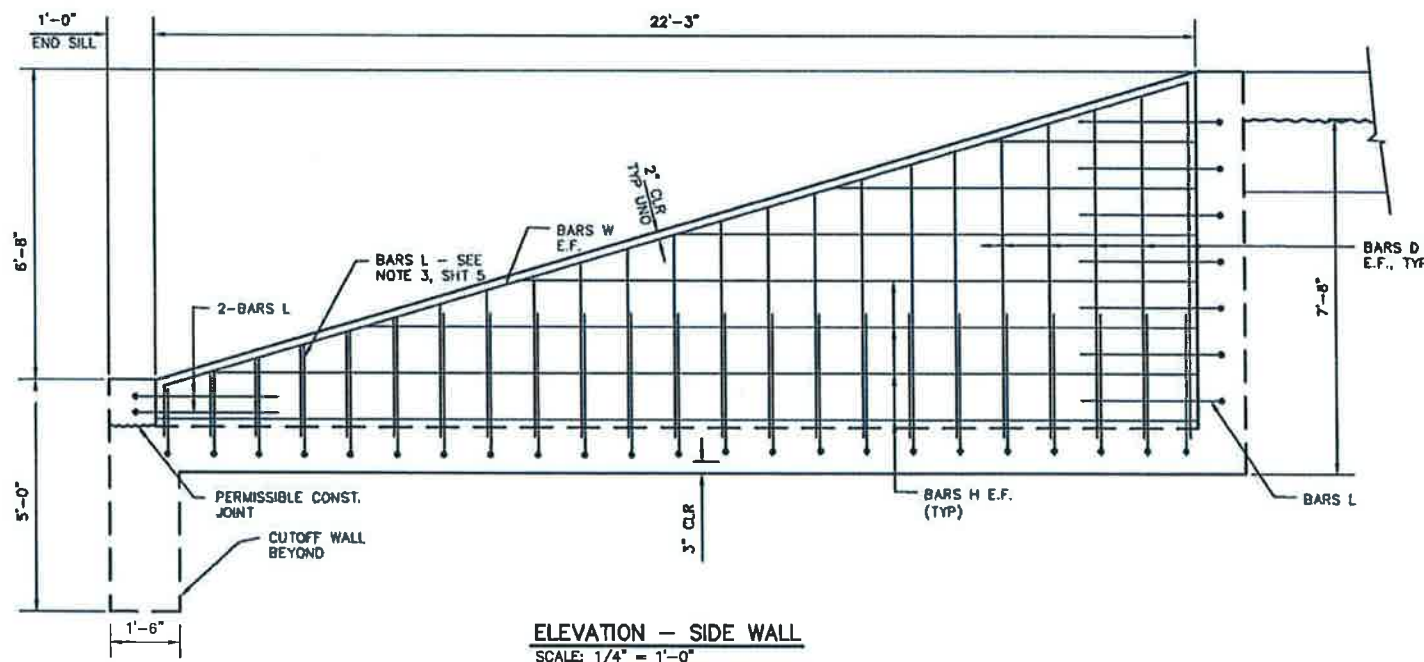 1'-0"
END SILL
22'-3"
6'-8"
2" CLR
TYP UNO
BARS W
E.F.
BARS L - SEE
NOTE 3, SHT 5
2-BARS L
BARS D
E.F., TYP
7'-8"
5'-0"
PERMISSIBLE CONST.
JOINT
CUTOFF WALL
BEYOND
3" CLR
BARS H E.F.
(TYP)
BARS L
1'-6"
ELEVATION - SIDE WALL
SCALE: 1/4" = 1'-0"